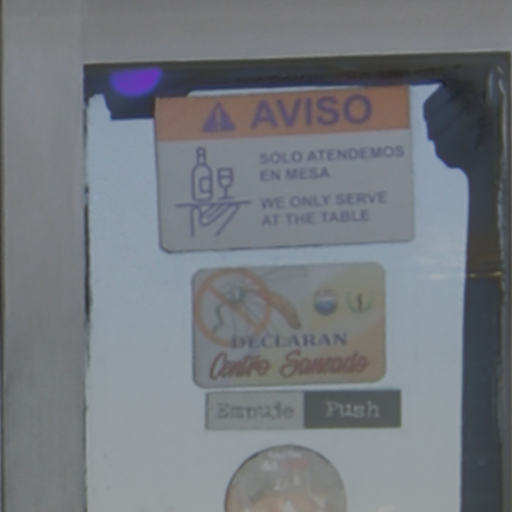 AVISO
SOLO ATENDEMOS
EN MESA
WE ONLY SERVE
AT THE TABLE
DECLARAN
Centro Saneado
Empuje Push